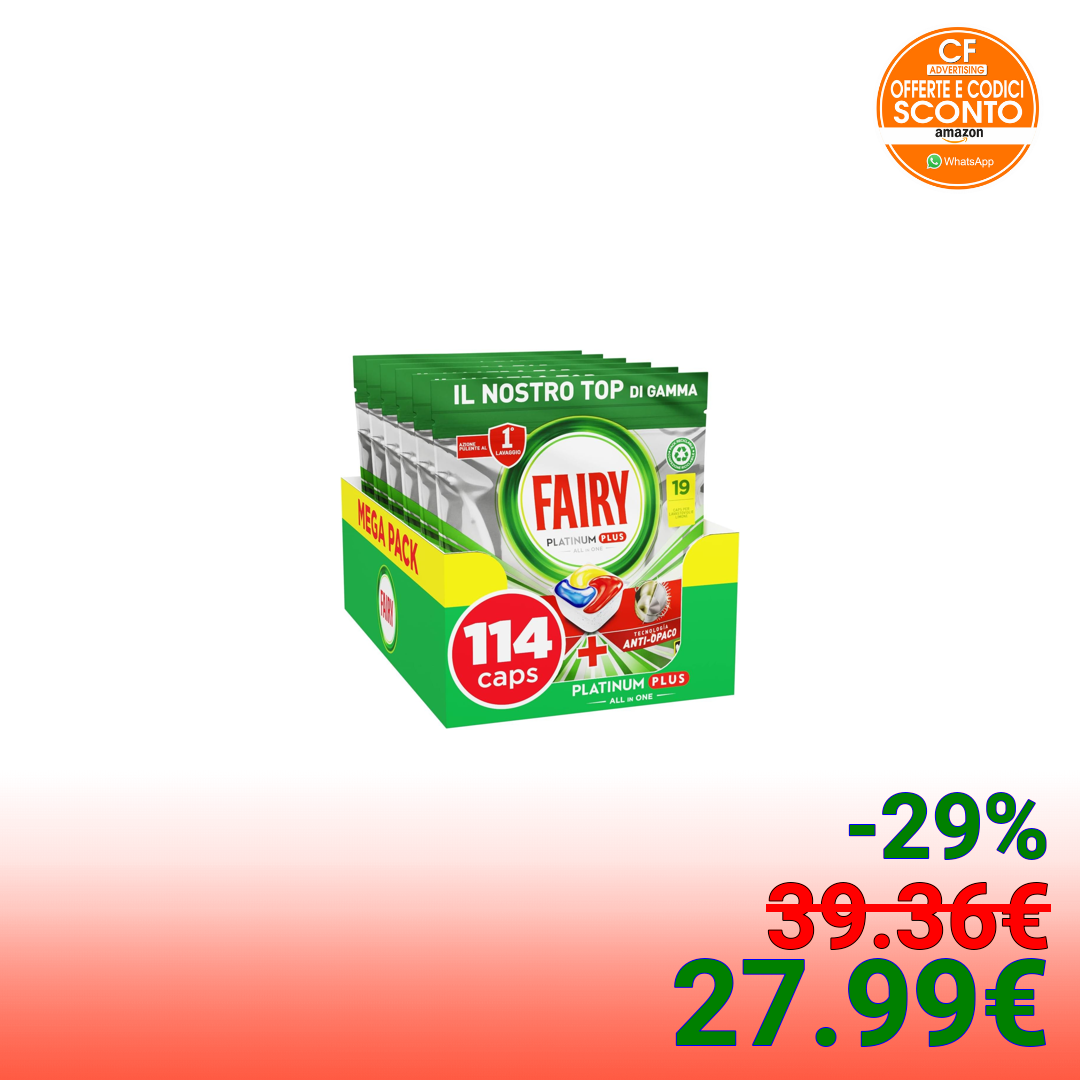 CF
ADVERTISING
OFFERTE E CODICI
SCONTO
amazon
WhatsApp
IL NOSTRO TOP DI GAMMA
AZIONE
PULENTE AL
1°
LAVAGGIO
19
FAIRY
PLATINUM PLUS
ALL IN ONE
MEGA PACK
FAIRY
114
caps
TECNOLOGIA
ANTI-OPACO
PLATINUM PLUS
ALL IN ONE
-29%
39.36€
27.99€